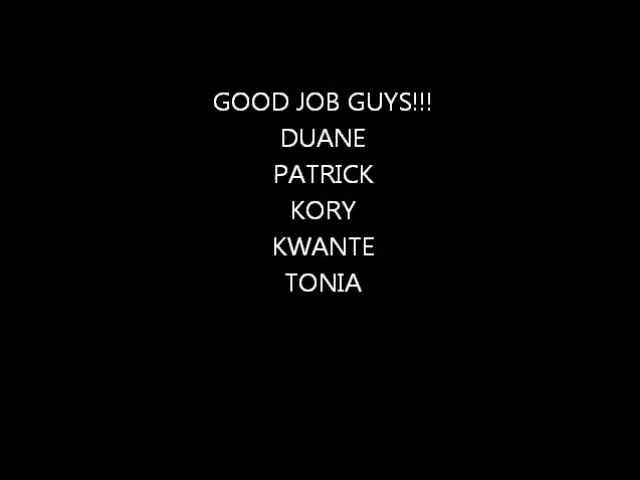 GOOD JOB GUYS!!!
DUANE
PATRICK
KORY
KWANTE
TONIA